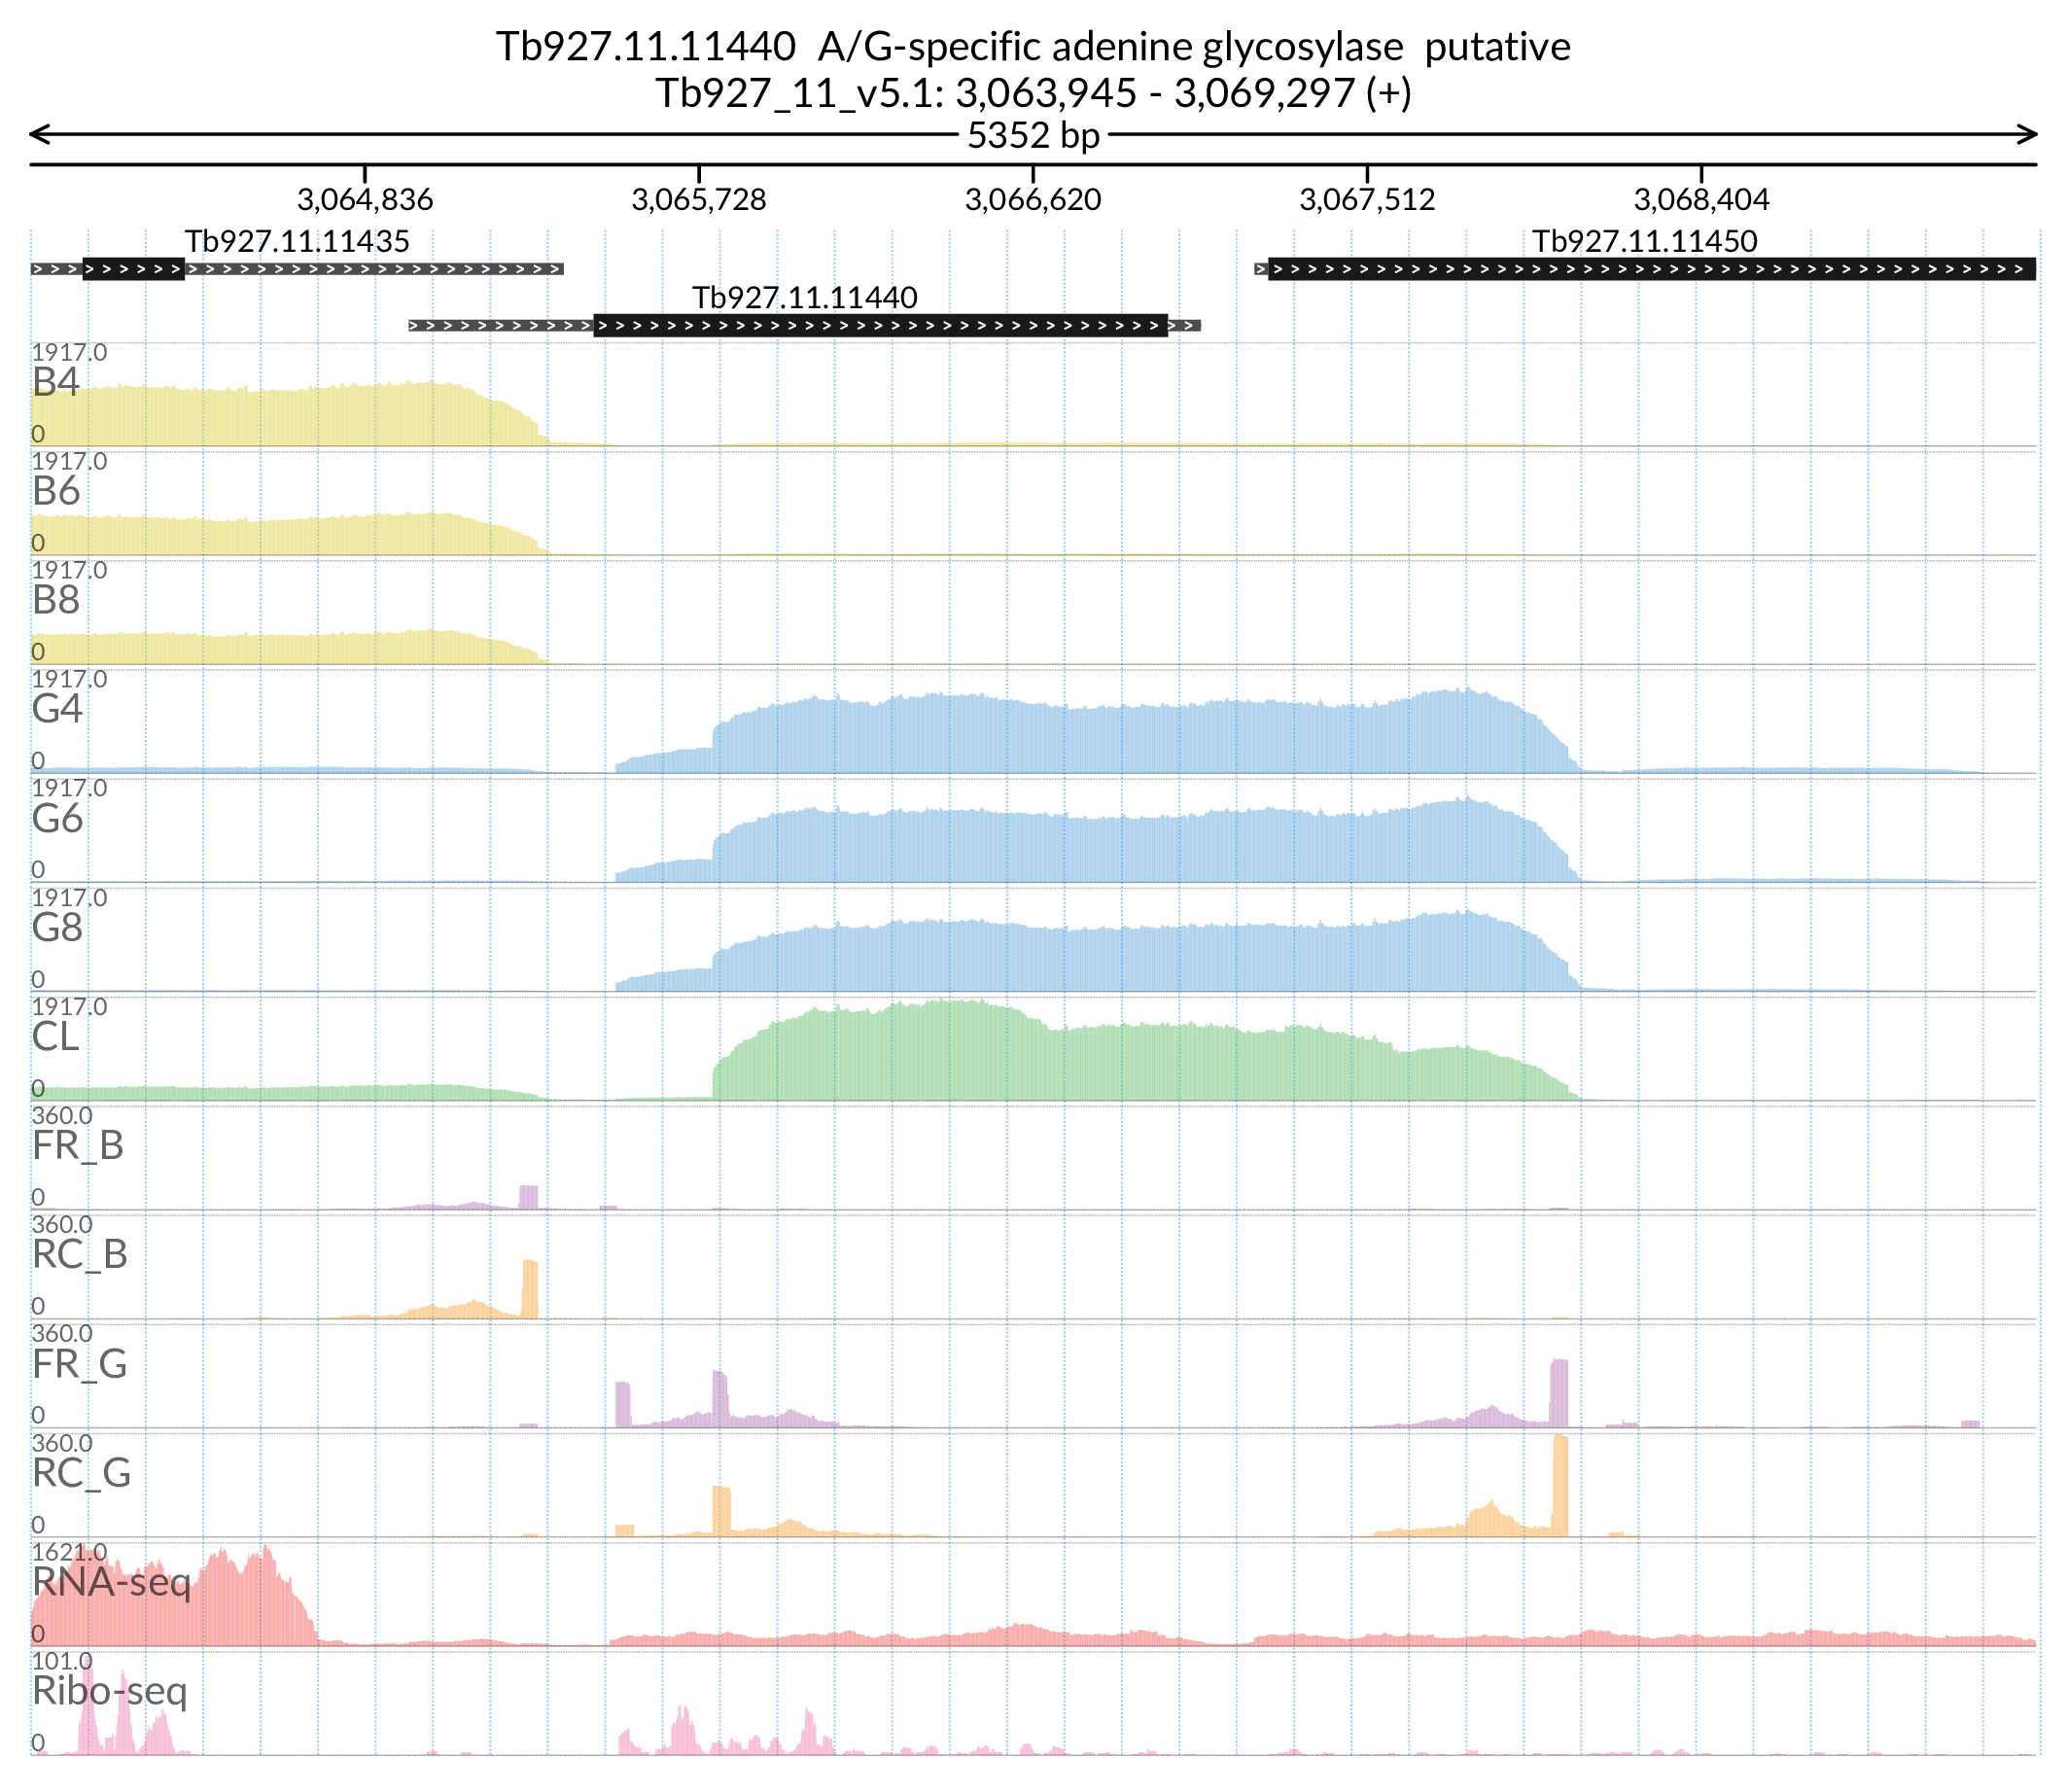 Tb927.11.11440 A/G-specific adenine glycosylase putative
Tb927_11_v5.1: 3,063,945 - 3,069,297 (+)
5352 bp
3,064,836 3,065,728 3,066,620 3,067,512 3,068,404
Tb927.11.11435 Tb927.11.11450
Tb927.11.11440
1917.0
B4
0
1917.0
B6
0
1917.0
B8
0
1917.0
G4
0
1917.0
G6
0
1917.0
G8
0
1917.0
CL
0
360.0
FR_B
0
360.0
RC_B
0
360.0
FR_G
0
360.0
RC_G
0
1621.0
RNA-seq
0
101.0
Ribo-seq
0